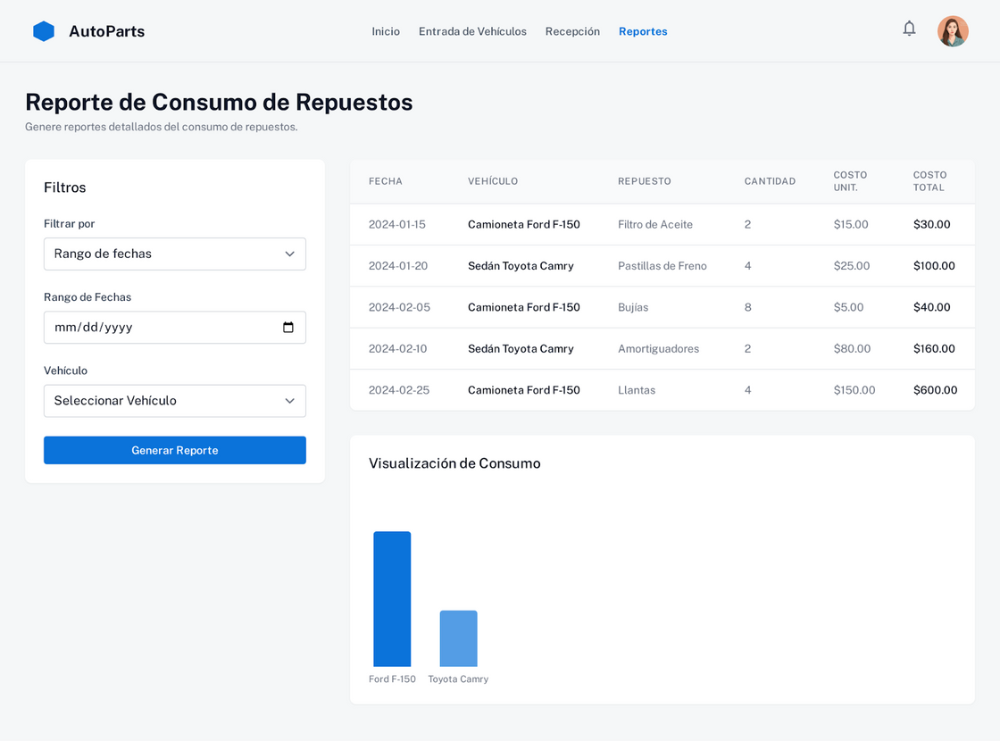 AutoParts
Inicio Entrada de Vehículos Recepción Reportes
Reporte de Consumo de Repuestos
Genere reportes detallados del consumo de repuestos.
Filtros
Filtrar por
Rango de fechas
Rango de Fechas
mm/dd/yyyy
Vehículo
Seleccionar Vehículo
Generar Reporte
FECHA VEHÍCULO REPUESTO CANTIDAD COSTO UNIT. COSTO TOTAL
2024-01-15 Camioneta Ford F-150 Filtro de Aceite 2 $15.00 $30.00
2024-01-20 Sedán Toyota Camry Pastillas de Freno 4 $25.00 $100.00
2024-02-05 Camioneta Ford F-150 Bujías 8 $5.00 $40.00
2024-02-10 Sedán Toyota Camry Amortiguadores 2 $80.00 $160.00
2024-02-25 Camioneta Ford F-150 Llantas 4 $150.00 $600.00
Visualización de Consumo
Ford F-150 Toyota Camry